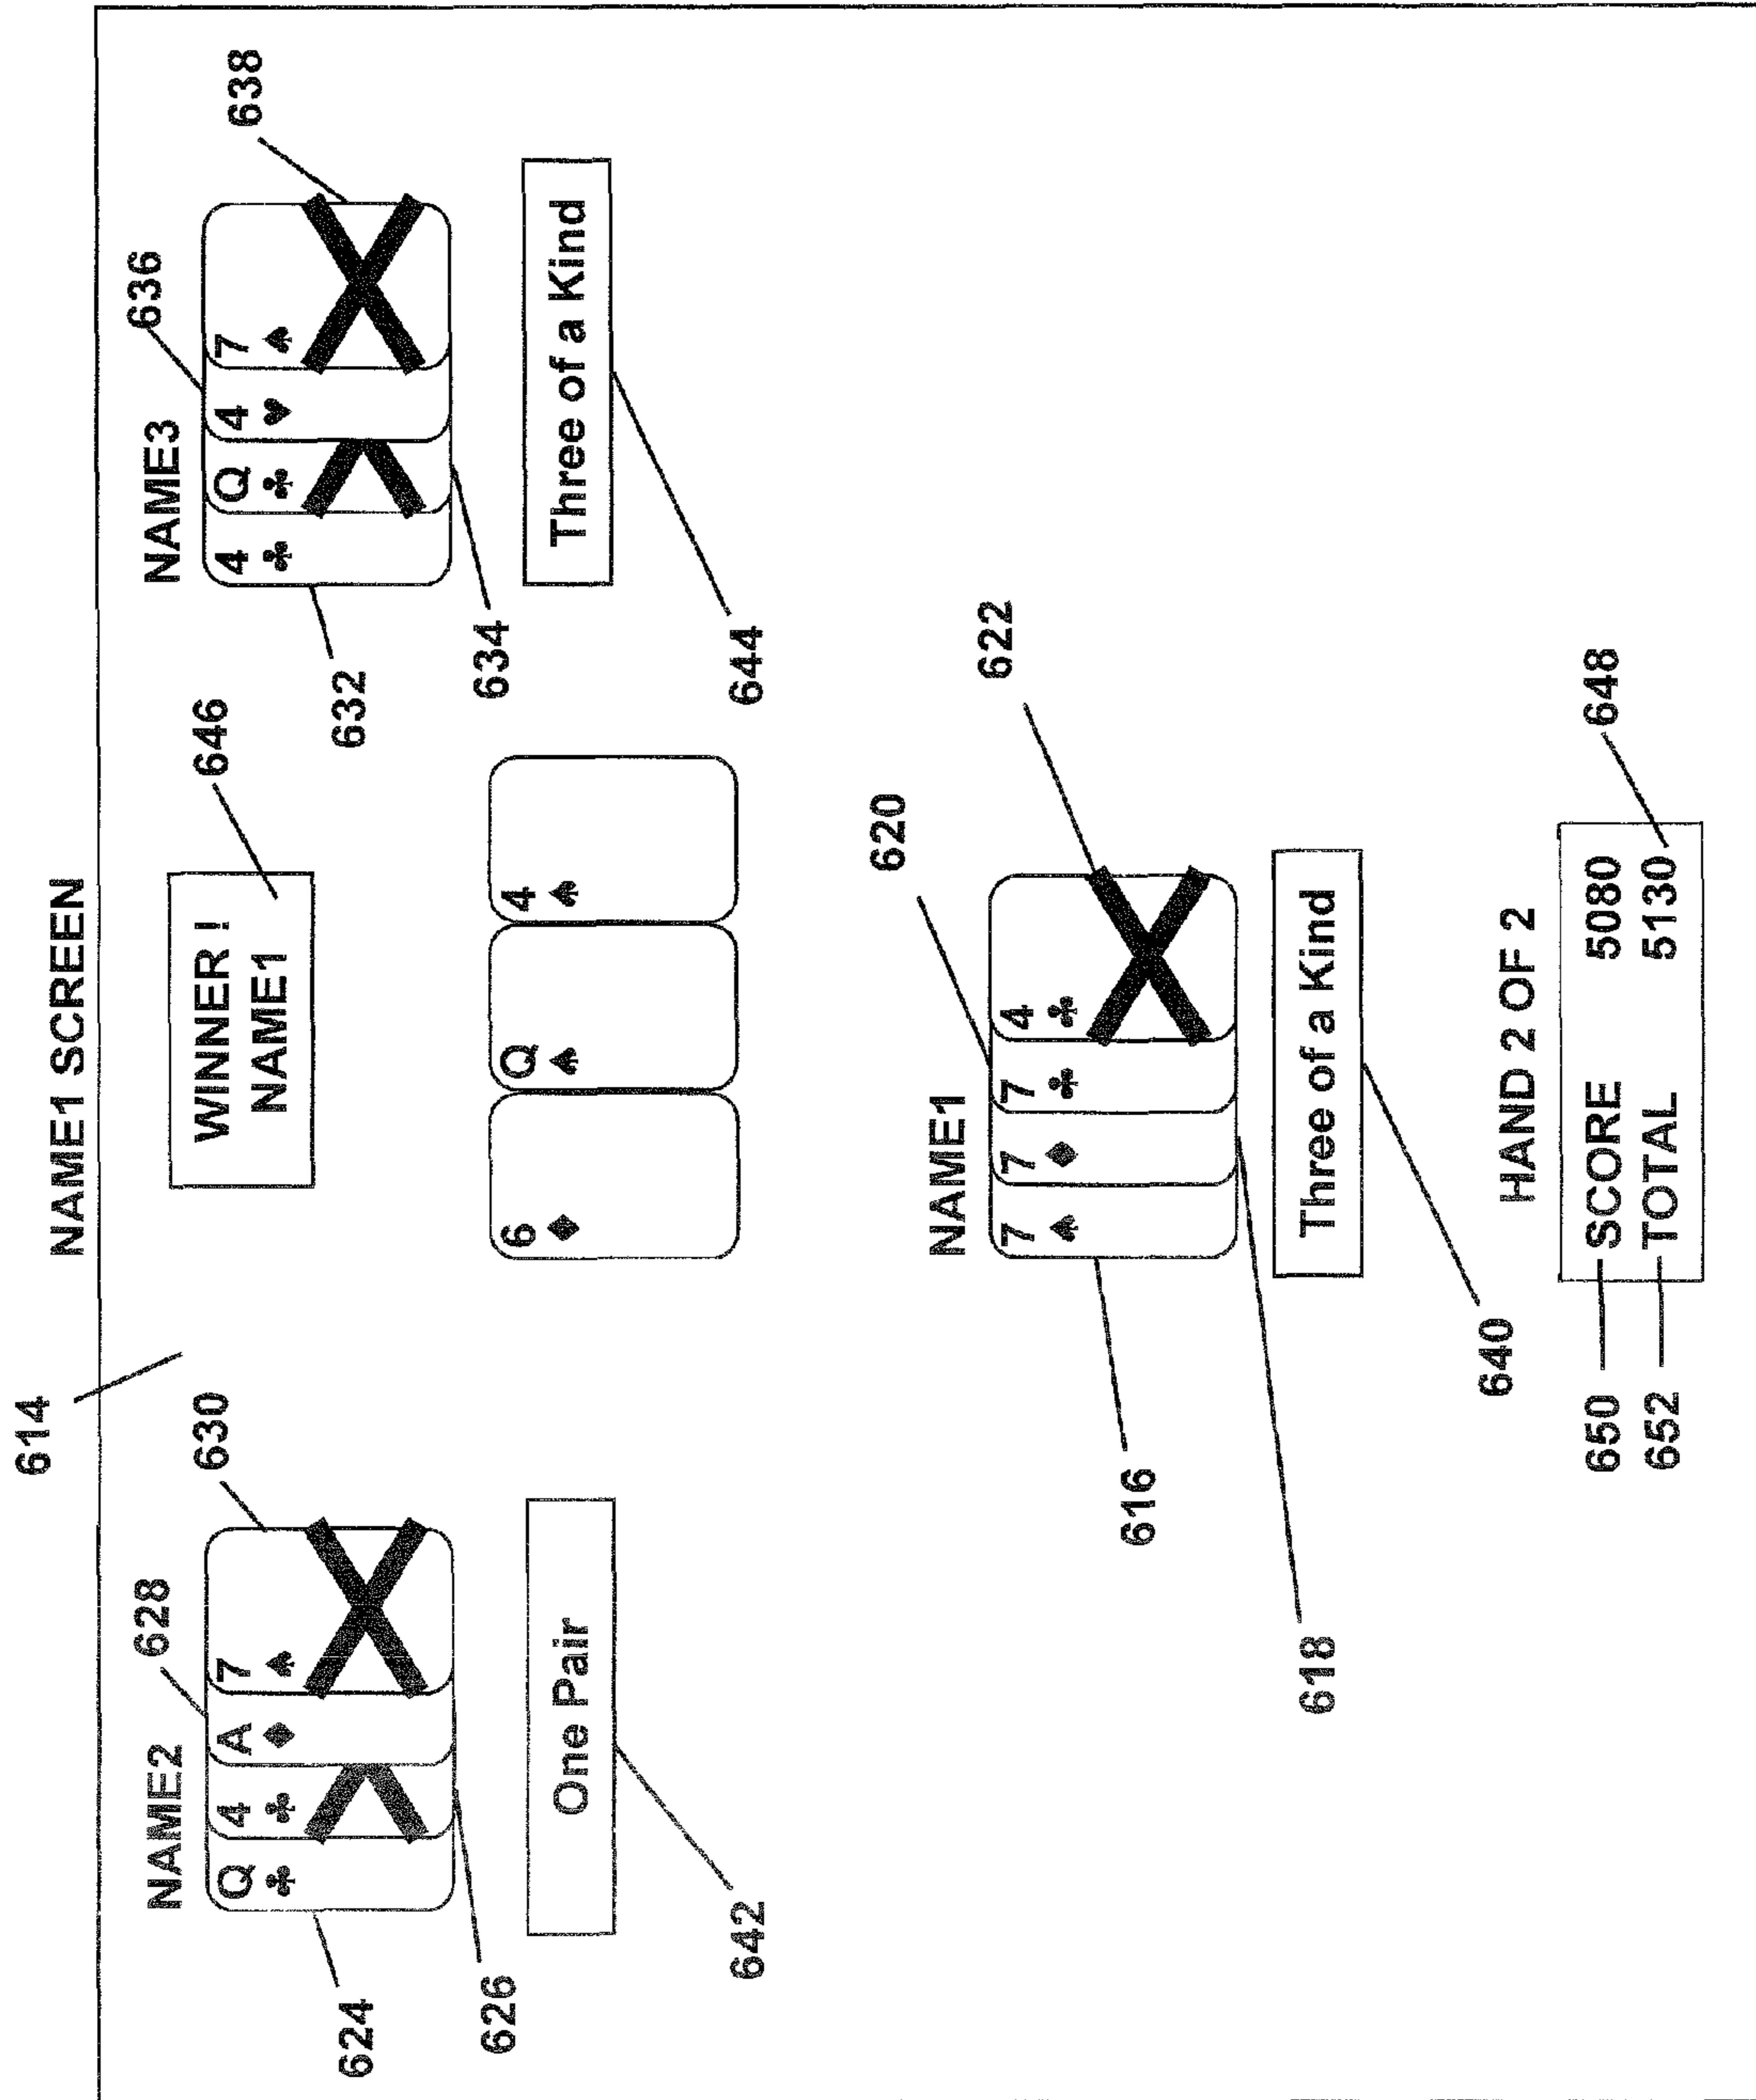 614
NAME1 SCREEN
NAME2
628
630
WINNER !
NAME1
646
NAME3
636
638
Q ♣
4 ♣
A ♦
7 ♠
4 ♣
Q ♣
4 ♥
7 ♠
624
626
632
634
One Pair
Three of a Kind
6 ♦
Q ♠
4 ♠
642
644
NAME1
620
622
7 ♠
7 ♦
7 ♣
4 ♣
616
618
Three of a Kind
640
HAND 2 OF 2
650 SCORE 5080
652 TOTAL 5130
648